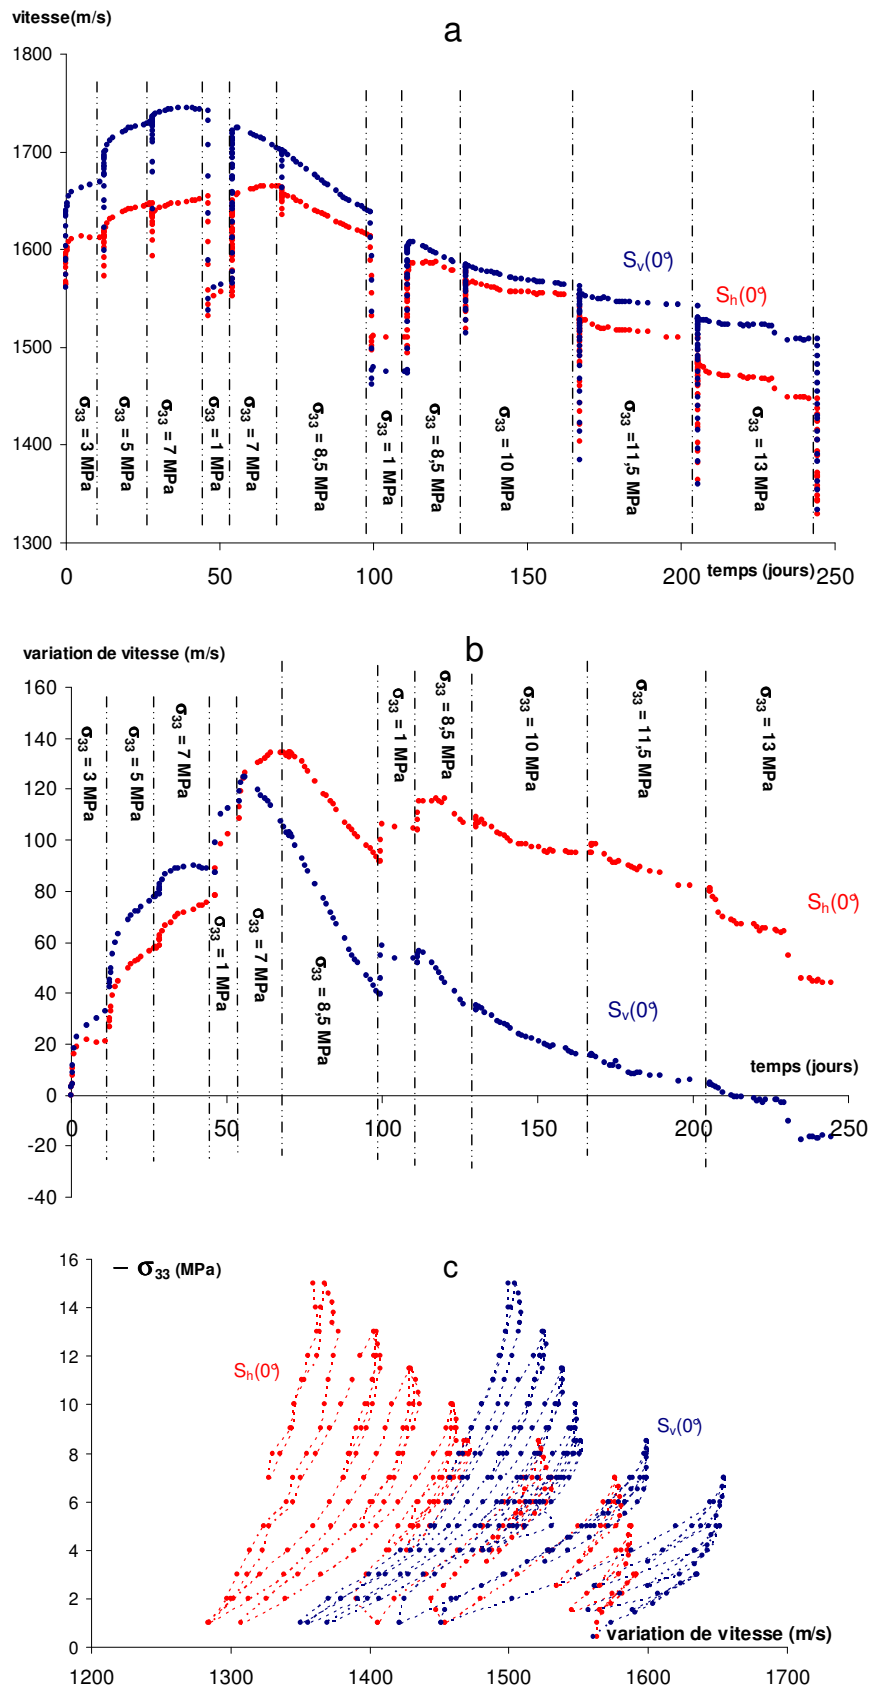 vitesse(m/s)
a
1800
1700
1600
1500
1400
1300
Sv(0°)
Sh(0°)
σ33 = 3 MPa
σ33 = 5 MPa
σ33 = 7 MPa
σ33 = 1 MPa
σ33 = 7 MPa
σ33 = 8,5 MPa
σ33 = 1 MPa
σ33 = 8,5 MPa
σ33 = 10 MPa
σ33 =11,5 MPa
σ33 = 13 MPa
0
50
100
150
200
temps (jours)
250
variation de vitesse (m/s)
b
160
140
120
100
80
60
40
20
0
-20
-40
σ33 = 3 MPa
σ33 = 5 MPa
σ33 = 7 MPa
σ33 = 1 MPa
σ33 = 7 MPa
σ33 = 8,5 MPa
σ33 = 1 MPa
σ33 = 8,5 MPa
σ33 = 10 MPa
σ33 = 11,5 MPa
σ33 = 13 MPa
Sh(0°)
Sv(0°)
temps (jours)
0
50
100
150
200
250
– σ33 (MPa)
c
16
14
12
10
8
6
4
2
0
Sh(0°)
Sv(0°)
variation de vitesse (m/s)
1200
1300
1400
1500
1600
1700